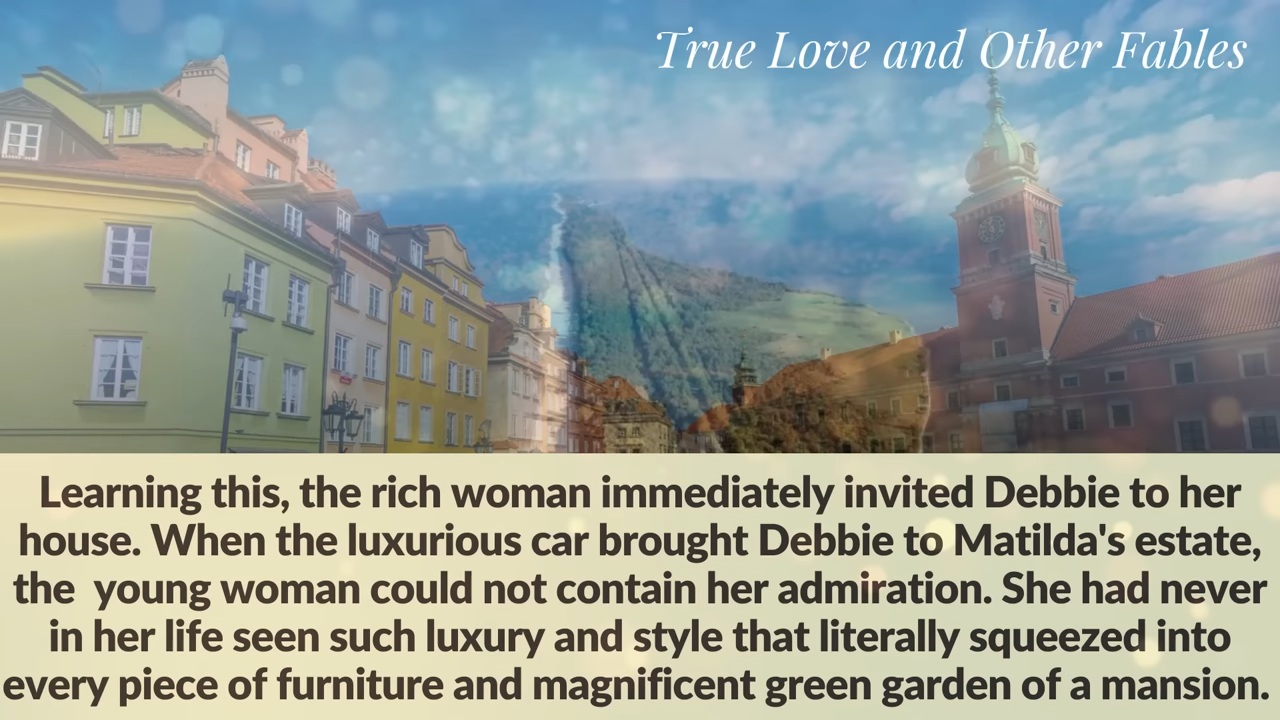 True Love and Other Fables
Learning this, the rich woman immediately invited Debbie to her
house. When the luxurious car brought Debbie to Matilda's estate,
the  young woman could not contain her admiration. She had never
in her life seen such luxury and style that literally squeezed into
every piece of furniture and magnificent green garden of a mansion.